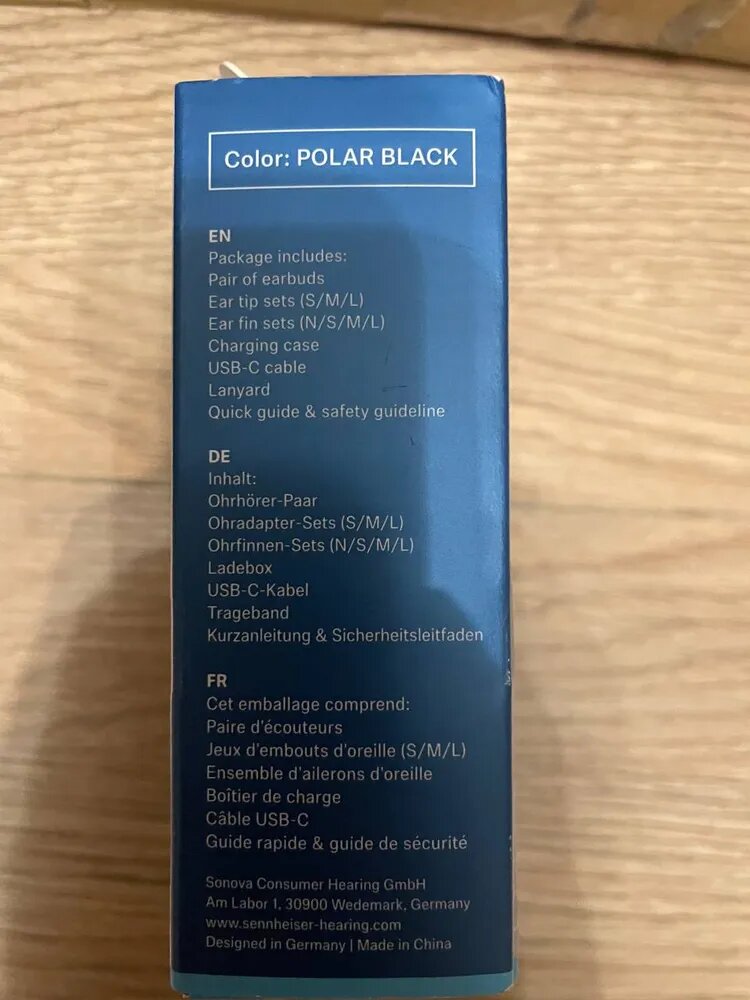 Color: POLAR BLACK
EN
Package includes:
Pair of earbuds
Ear tip sets (S/M/L)
Ear fin sets (N/S/M/L)
Charging case
USB-C cable
Lanyard
Quick guide & safety guideline
DE
Inhalt:
Ohrhörer-Paar
Ohradapter-Sets (S/M/L)
Ohrfinnen-Sets (N/S/M/L)
Ladebox
USB-C-Kabel
Trageband
Kurzanleitung & Sicherheitsleitfaden
FR
Cet emballage comprend:
Paire d'écouteurs
Jeux d'embouts d'oreille (S/M/L)
Ensemble d'ailerons d'oreille
Boîtier de charge
Câble USB-C
Guide rapide & guide de sécurité
Sonova Consumer Hearing GmbH
Am Labor 1, 30900 Wedemark, Germany
www.sennheiser-hearing.com
Designed in Germany | Made in China